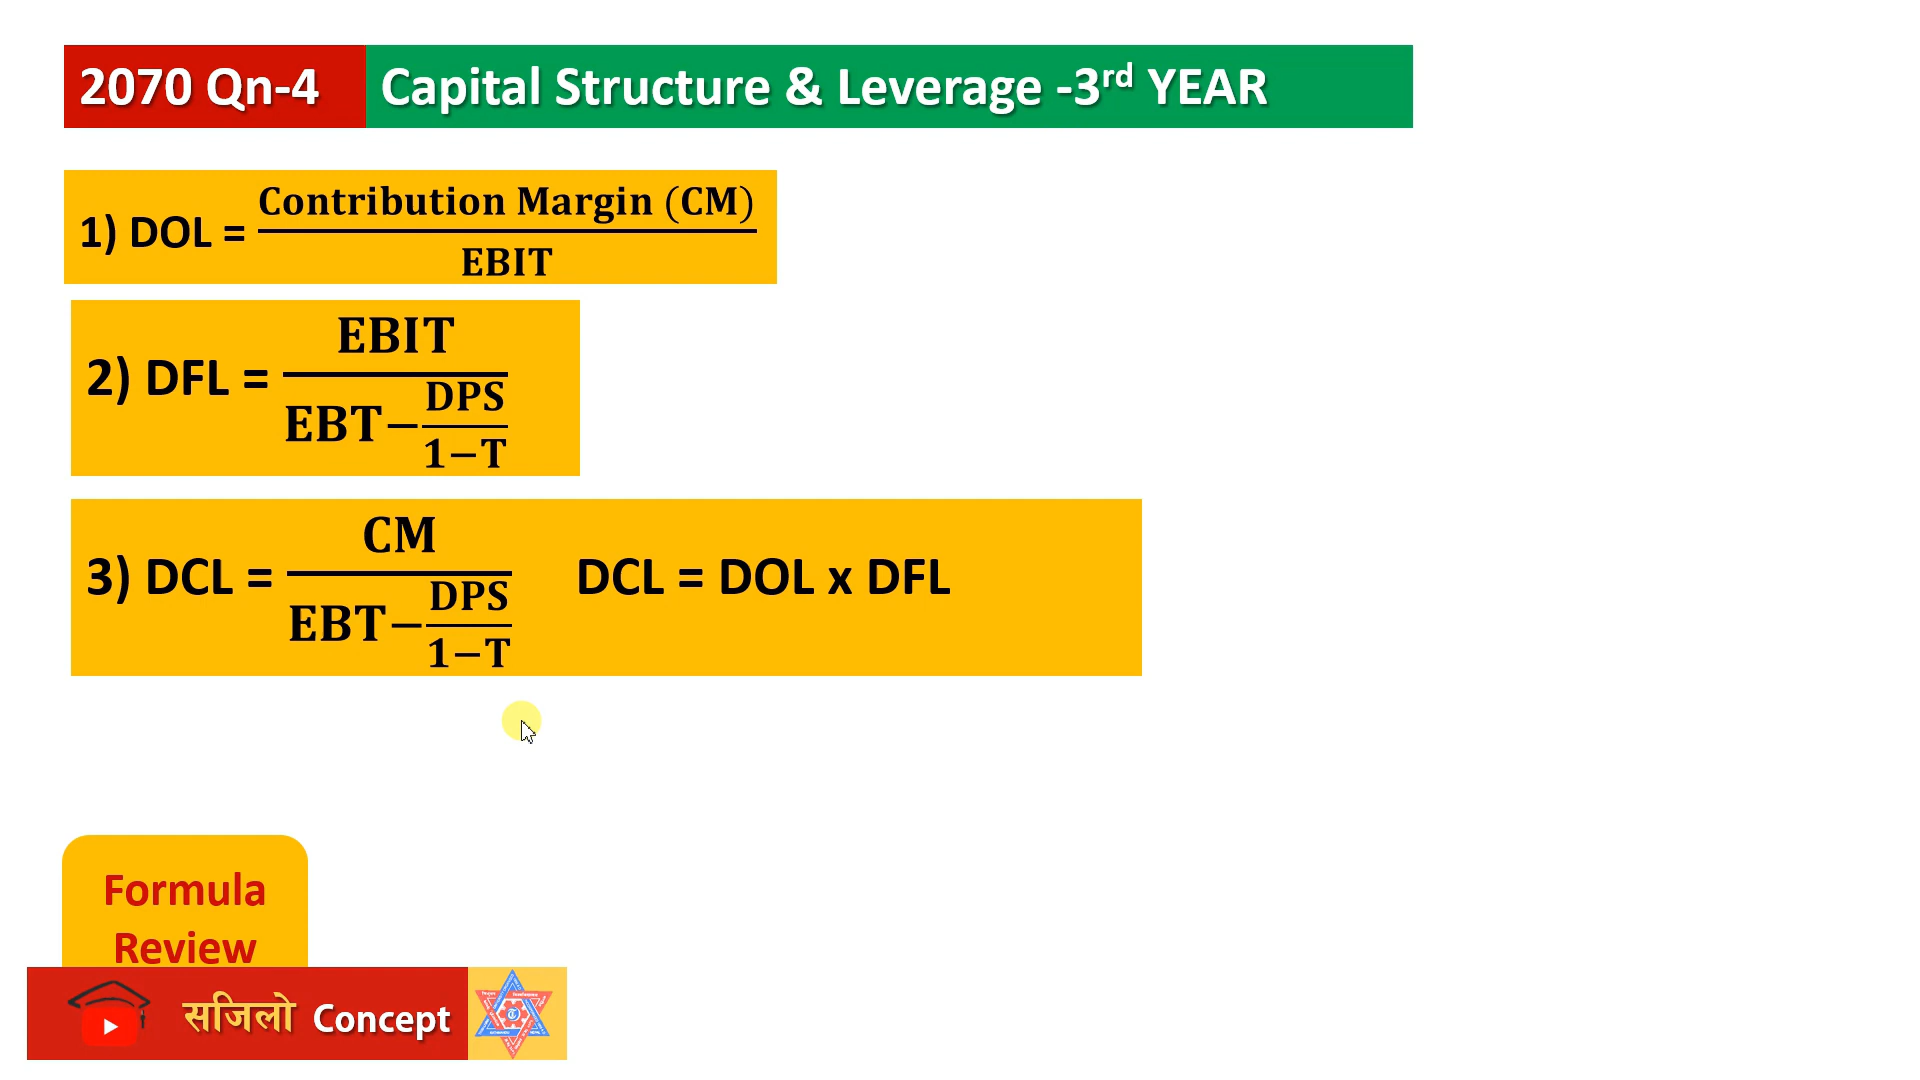 2070 Qn-4 Capital Structure & Leverage -3rd YEAR
1) DOL = Contribution Margin (CM) / EBIT
2) DFL = EBIT / EBT − DPS / 1−T
3) DCL = CM / EBT − DPS / 1−T DCL = DOL x DFL
Formula
Review
सजिलो Concept